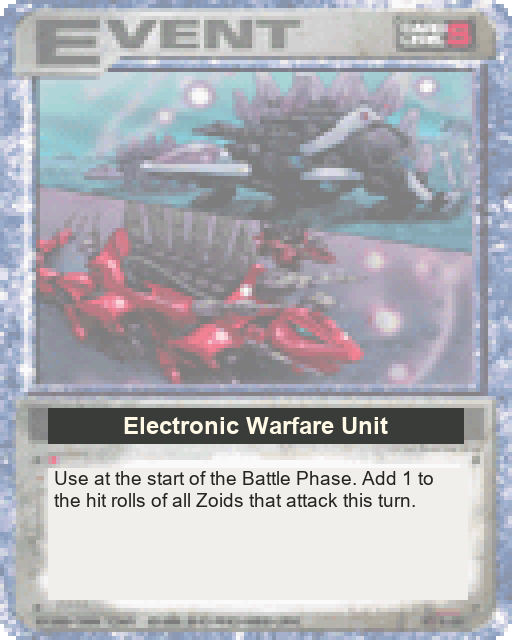 EVENT
Electronic Warfare Unit
Use at the start of the Battle Phase. Add 1 to
the hit rolls of all Zoids that attack this turn.